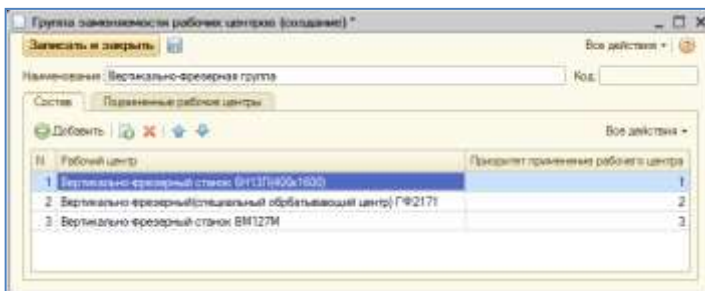 Группа заменяемости рабочих центров (создание) *
Записать и закрыть
Все действия
Наименование: Вертикально-фрезерная группа Код:
Состав Подчиненные рабочие центры
Добавить Все действия
N Рабочий центр Приоритет применения рабочего центра
1 Вертикально-фрезерный станок 6Н13П(400х1600) 1
2 Вертикально-фрезерный(специальный обрбатывающий центр) ГФ2171 2
3 Вертикально-фрезерный станок ВМ127М 3